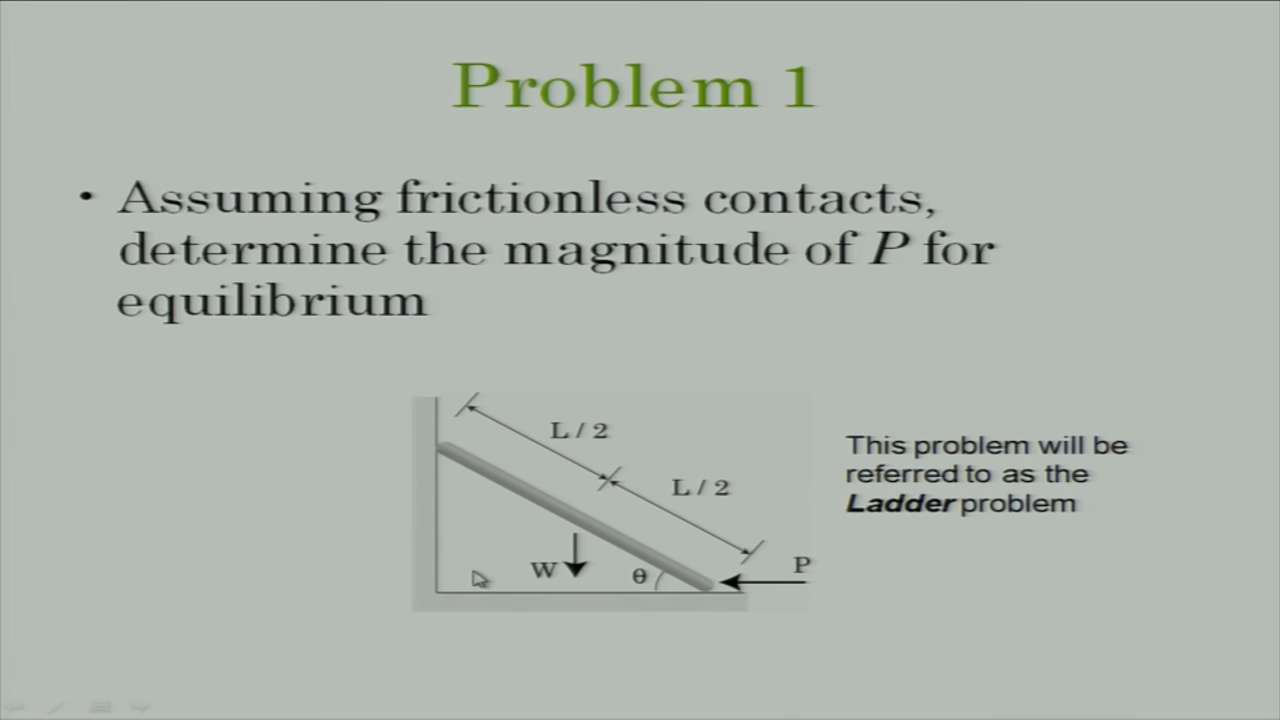 Problem 1
• Assuming frictionless contacts,
determine the magnitude of P for
equilibrium
L / 2
L / 2
W
θ
P
This problem will be
referred to as the
Ladder problem